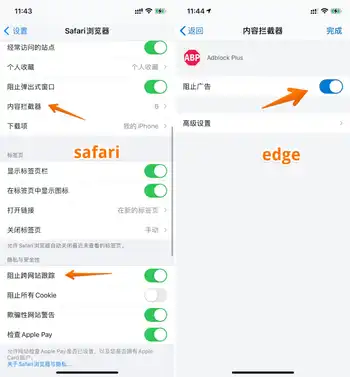 11:43
设置
Safari浏览器
经常访问的站点
个人收藏
个人收藏
阻止弹出式窗口
内容拦截器
9
下载项
我的 iPhone
safari
标签页
显示标签页栏
在标签页中显示图标
打开链接
在新的标签页
关闭标签页
手动
允许 Safari 浏览器自动关闭最近未查看的标签页。
隐私与安全性
阻止跨网站跟踪
阻止所有 Cookie
欺诈性网站警告
检查 Apple Pay
允许网站检查 Apple Pay 是否已设置，以及您是否拥有 Apple
Card 账户。
关于 Safari 浏览器与隐私...
11:44
返回
内容拦截器
完成
ABP
Adblock Plus
阻止广告
高级设置
edge